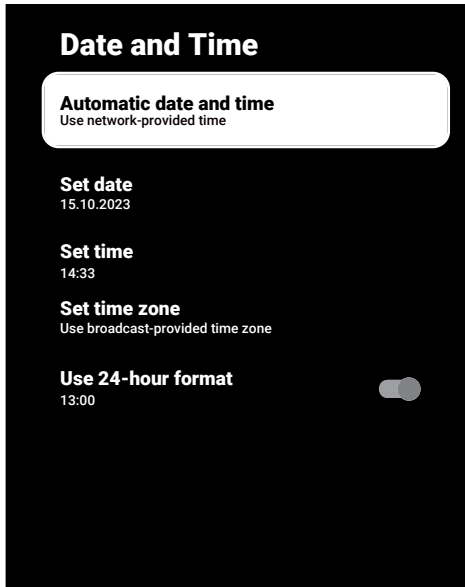 Date and Time
Automatic date and time
Use network-provided time
Set date
15.10.2023
Set time
14:33
Set time zone
Use broadcast-provided time zone
Use 24-hour format
13:00